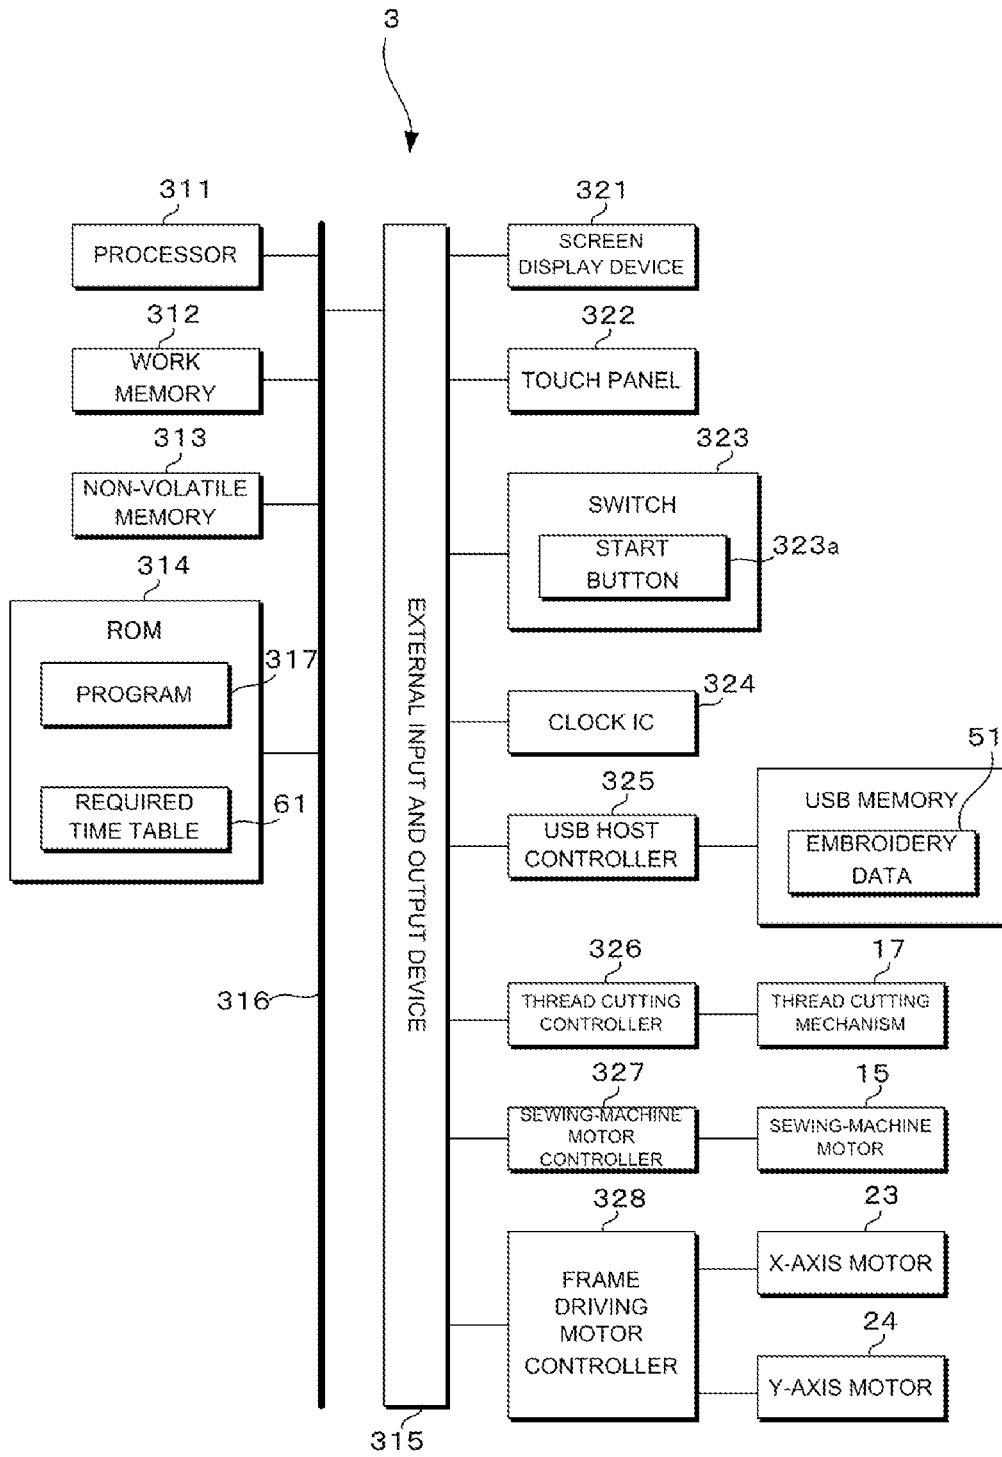 3
311
PROCESSOR
312
WORK
MEMORY
313
NON-VOLATILE
MEMORY
314
ROM
317
PROGRAM
61
REQUIRED
TIME TABLE
316
EXTERNAL INPUT AND OUTPUT DEVICE
315
321
SCREEN
DISPLAY DEVICE
322
TOUCH PANEL
323
SWITCH
323a
START
BUTTON
324
CLOCK IC
325
USB HOST
CONTROLLER
51
USB MEMORY
EMBROIDERY
DATA
326
THREAD CUTTING
CONTROLLER
17
THREAD CUTTING
MECHANISM
327
SEWING-MACHINE
MOTOR
CONTROLLER
15
SEWING-MACHINE
MOTOR
328
FRAME
DRIVING
MOTOR
CONTROLLER
23
X-AXIS MOTOR
24
Y-AXIS MOTOR